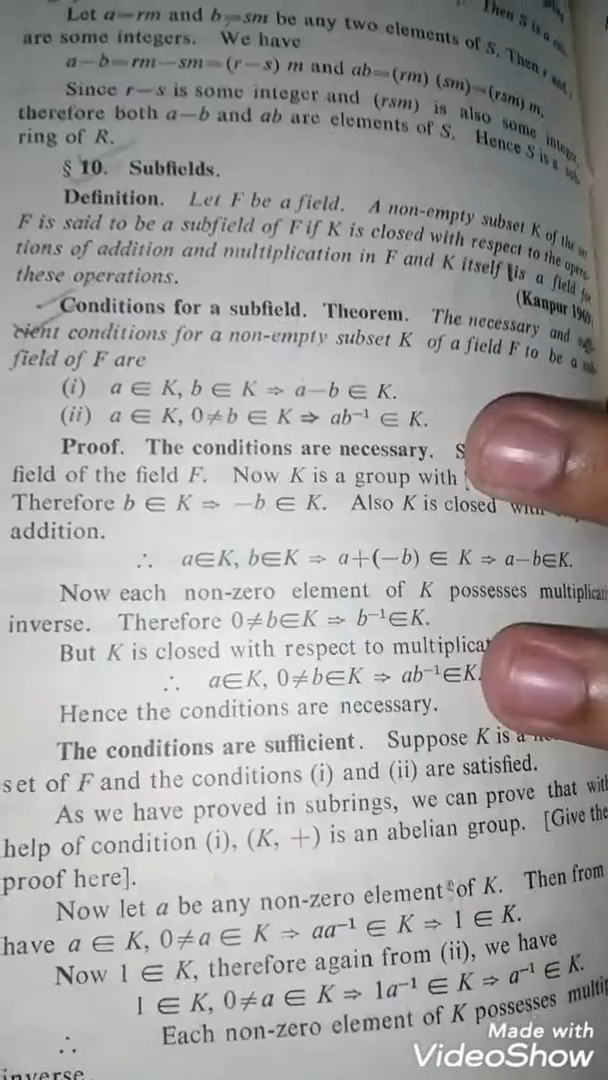 Then S is a
Let a=rm and b=sm be any two elements of S. Then r and
are some integers. We have
a−b=rm−sm=(r−s) m and ab=(rm) (sm)=(rsm) m.
Since r−s is some integer and (rsm) is also some
therefore both a−b and ab are elements of S. Hence S is a
ring of R.
§ 10. Subfields.
Definition. Let F be a field. A non-empty subset K of the
F is said to be a subfield of F if K is closed with respect to the opera-
tions of addition and multiplication in F and K itself is a field for
these operations. (Kanpur
Conditions for a subfield. Theorem. The necessary and
cient conditions for a non-empty subset K of a field F to be a
field of F are
(i) a ∈ K, b ∈ K ⇒ a−b ∈ K.
(ii) a ∈ K, 0≠b ∈ K ⇒ ab⁻¹ ∈ K.
Proof. The conditions are necessary.
field of the field F. Now K is a group with
Therefore b ∈ K ⇒ −b ∈ K. Also K is closed with
addition.
∴ a∈K, b∈K ⇒ a+(−b) ∈ K ⇒ a−b∈K.
Now each non-zero element of K possesses
inverse. Therefore 0≠b∈K ⇒ b⁻¹∈K.
But K is closed with respect to
∴ a∈K, 0≠b∈K ⇒ ab⁻¹∈K.
Hence the conditions are necessary.
The conditions are sufficient. Suppose K is a
set of F and the conditions (i) and (ii) are satisfied.
As we have proved in subrings, we can prove that with
help of condition (i), (K, +) is an abelian group. [Give the
proof here].
Now let a be any non-zero element of K. Then from
have a ∈ K, 0≠a ∈ K ⇒ aa⁻¹ ∈ K ⇒ 1 ∈ K.
Now 1 ∈ K, therefore again from (ii), we have
1 ∈ K, 0≠a ∈ K ⇒ 1a⁻¹ ∈ K ⇒ a⁻¹ ∈ K.
∴ Each non-zero element of K possesses
inverse.
Made with
VideoShow